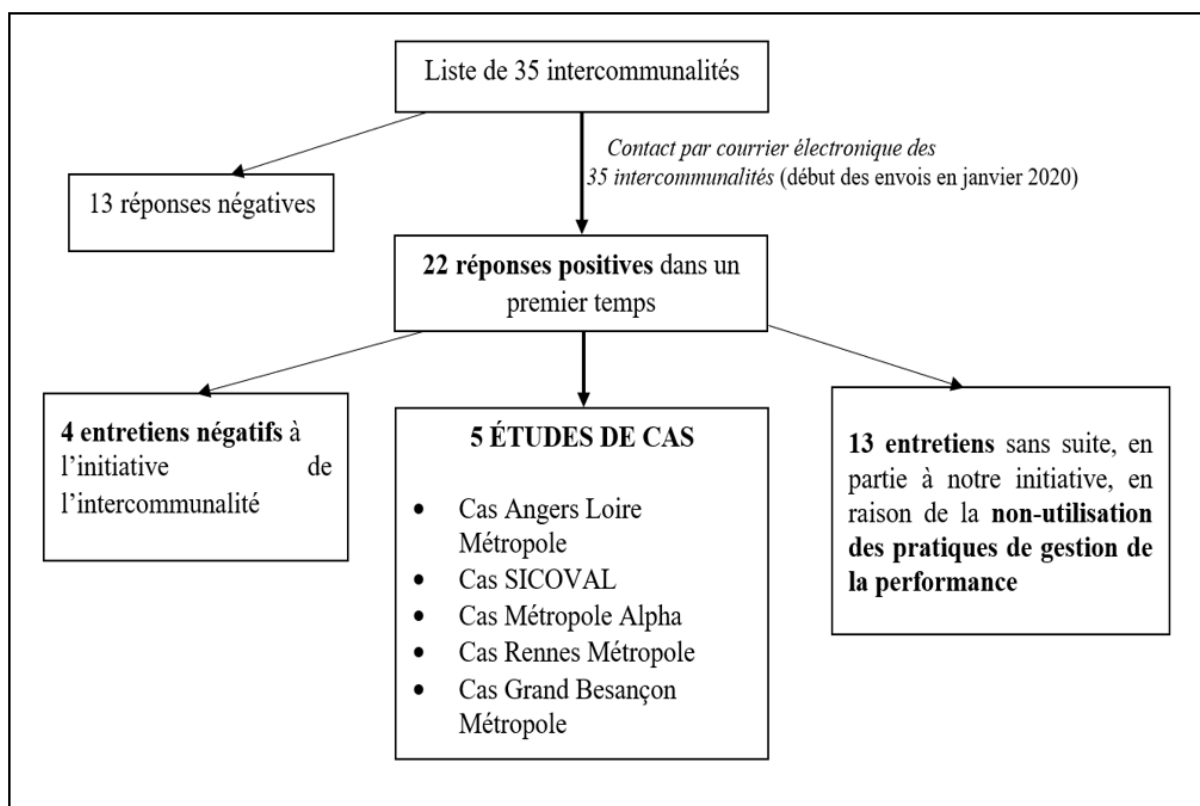 Liste de 35 intercommunalités
Contact par courrier électronique des
35 intercommunalités (début des envois en janvier 2020)
13 réponses négatives
22 réponses positives dans un
premier temps
4 entretiens négatifs à
l’initiative de
l’intercommunalité
5 ÉTUDES DE CAS
• Cas Angers Loire
Métropole
• Cas SICOVAL
• Cas Métropole Alpha
• Cas Rennes Métropole
• Cas Grand Besançon
Métropole
13 entretiens sans suite, en
partie à notre initiative, en
raison de la non-utilisation
des pratiques de gestion de
la performance